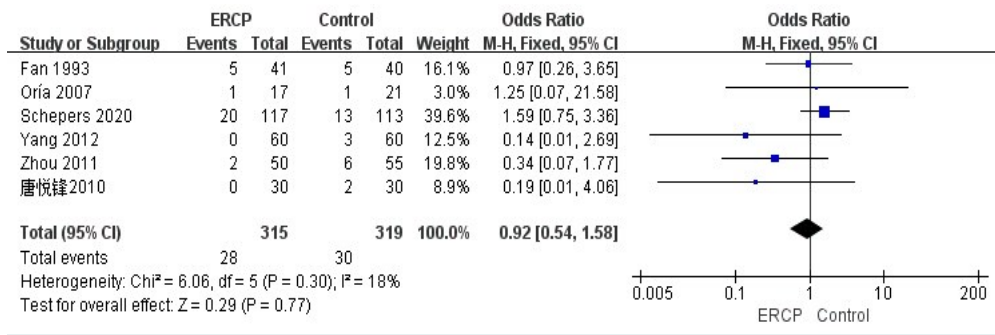 ERCP Control Odds Ratio Odds Ratio
Study or Subgroup Events Total Events Total Weight M-H, Fixed, 95% CI M-H, Fixed, 95% CI
Fan 1993 5 41 5 40 16.1% 0.97 [0.26, 3.65]
Oría 2007 1 17 1 21 3.0% 1.25 [0.07, 21.58]
Schepers 2020 20 117 13 113 39.6% 1.59 [0.75, 3.36]
Yang 2012 0 60 3 60 12.5% 0.14 [0.01, 2.69]
Zhou 2011 2 50 6 55 19.8% 0.34 [0.07, 1.77]
唐悦锋2010 0 30 2 30 8.9% 0.19 [0.01, 4.06]
Total (95% CI) 315 319 100.0% 0.92 [0.54, 1.58]
Total events 28 30
Heterogeneity: Chi² = 6.06, df = 5 (P = 0.30); I² = 18%
Test for overall effect: Z = 0.29 (P = 0.77)
0.005 0.1 1 10 200
ERCP Control